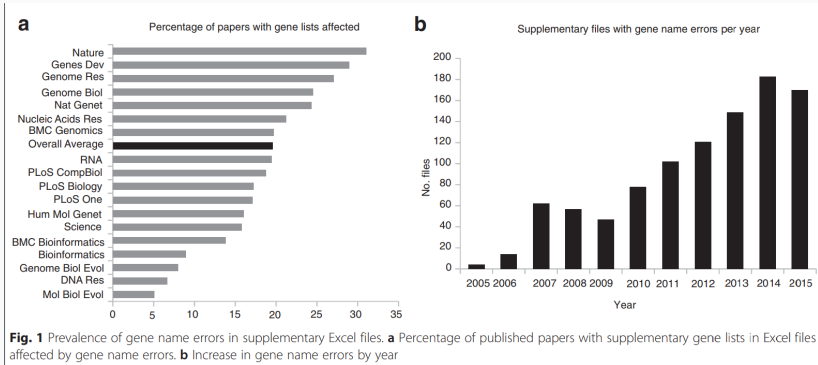 a
Percentage of papers with gene lists affected
Nature
Genes Dev
Genome Res
Genome Biol
Nat Genet
Nucleic Acids Res
BMC Genomics
Overall Average
RNA
PLoS CompBiol
PLoS Biology
PLoS One
Hum Mol Genet
Science
BMC Bioinformatics
Bioinformatics
Genome Biol Evol
DNA Res
Mol Biol Evol
0 5 10 15 20 25 30 35
b
Supplementary files with gene name errors per year
200
180
160
140
120
100
80
60
40
20
0
No. files
2005 2006 2007 2008 2009 2010 2011 2012 2013 2014 2015
Year
Fig. 1 Prevalence of gene name errors in supplementary Excel files. a Percentage of published papers with supplementary gene lists in Excel files
affected by gene name errors. b Increase in gene name errors by year